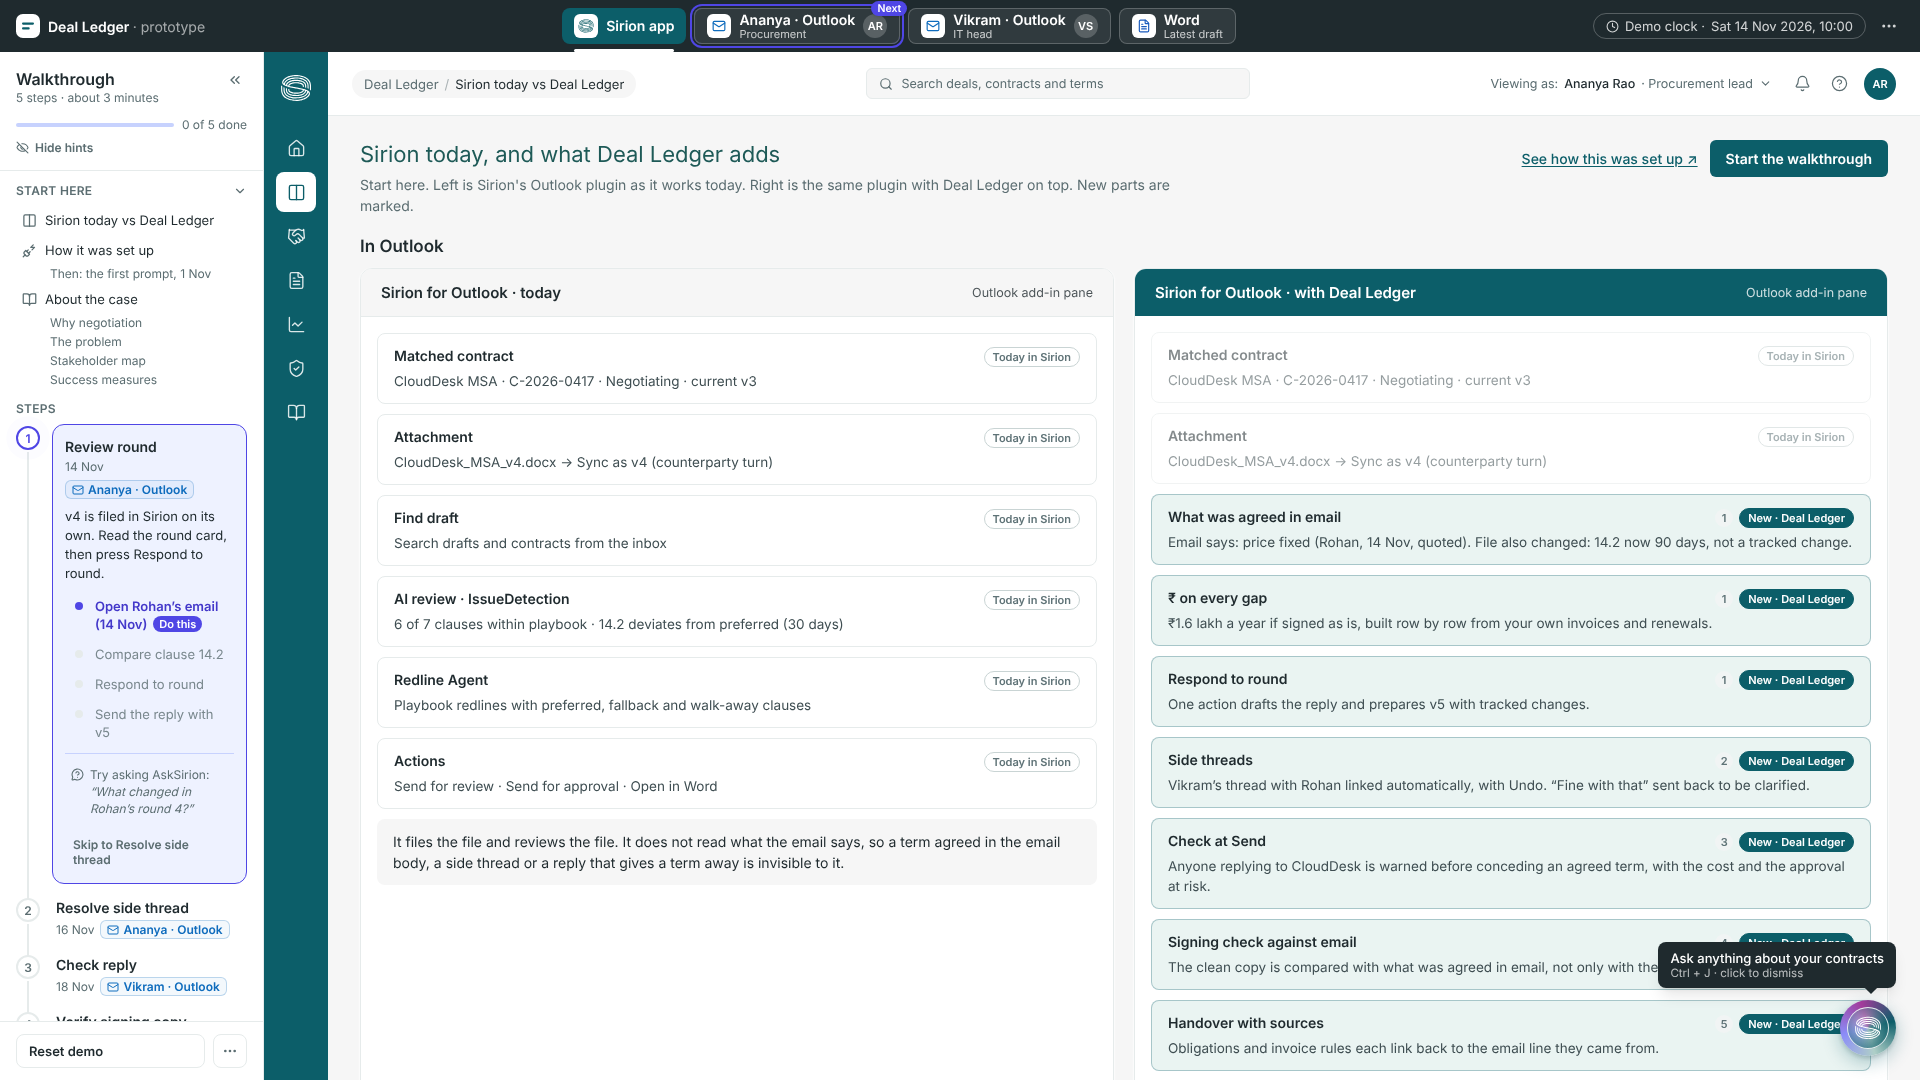 Deal Ledger · prototype
Sirion app
Ananya · Outlook
Procurement
AR
Next
Vikram · Outlook
IT head
VS
Word
Latest draft
Demo clock · Sat 14 Nov 2026, 10:00
Walkthrough
5 steps · about 3 minutes
0 of 5 done
Hide hints
START HERE
Sirion today vs Deal Ledger
How it was set up
Then: the first prompt, 1 Nov
About the case
Why negotiation
The problem
Stakeholder map
Success measures
STEPS
1
Review round
14 Nov
Ananya · Outlook
v4 is filed in Sirion on its
own. Read the round card,
then press Respond to
round.
Open Rohan's email
(14 Nov) Do this
Compare clause 14.2
Respond to round
Send the reply with
v5
Try asking AskSirion:
“What changed in
Rohan's round 4?”
Skip to Resolve side
thread
2
Resolve side thread
16 Nov Ananya · Outlook
3
Check reply
18 Nov Vikram · Outlook
Reset demo
Deal Ledger / Sirion today vs Deal Ledger
Search deals, contracts and terms
Viewing as: Ananya Rao · Procurement lead
AR
Sirion today, and what Deal Ledger adds
Start here. Left is Sirion's Outlook plugin as it works today. Right is the same plugin with Deal Ledger on top. New parts are
marked.
See how this was set up ↗
Start the walkthrough
In Outlook
Sirion for Outlook · today
Outlook add-in pane
Matched contract
Today in Sirion
CloudDesk MSA · C-2026-0417 · Negotiating · current v3
Attachment
Today in Sirion
CloudDesk_MSA_v4.docx → Sync as v4 (counterparty turn)
Find draft
Today in Sirion
Search drafts and contracts from the inbox
AI review · IssueDetection
Today in Sirion
6 of 7 clauses within playbook · 14.2 deviates from preferred (30 days)
Redline Agent
Today in Sirion
Playbook redlines with preferred, fallback and walk-away clauses
Actions
Today in Sirion
Send for review · Send for approval · Open in Word
It files the file and reviews the file. It does not read what the email says, so a term agreed in the email
body, a side thread or a reply that gives a term away is invisible to it.
Sirion for Outlook · with Deal Ledger
Outlook add-in pane
Matched contract
Today in Sirion
CloudDesk MSA · C-2026-0417 · Negotiating · current v3
Attachment
Today in Sirion
CloudDesk_MSA_v4.docx → Sync as v4 (counterparty turn)
What was agreed in email
1 New · Deal Ledger
Email says: price fixed (Rohan, 14 Nov, quoted). File also changed: 14.2 now 90 days, not a tracked change.
₹ on every gap
1 New · Deal Ledger
₹1.6 lakh a year if signed as is, built row by row from your own invoices and renewals.
Respond to round
1 New · Deal Ledger
One action drafts the reply and prepares v5 with tracked changes.
Side threads
2 New · Deal Ledger
Vikram's thread with Rohan linked automatically, with Undo. “Fine with that” sent back to be clarified.
Check at Send
3 New · Deal Ledger
Anyone replying to CloudDesk is warned before conceding an agreed term, with the cost and the approval
at risk.
Signing check against email
The clean copy is compared with what was agreed in email, not only with the
Ask anything about your contracts
Ctrl + J · click to dismiss
Handover with sources
5 New · Deal
Obligations and invoice rules each link back to the email line they came from.